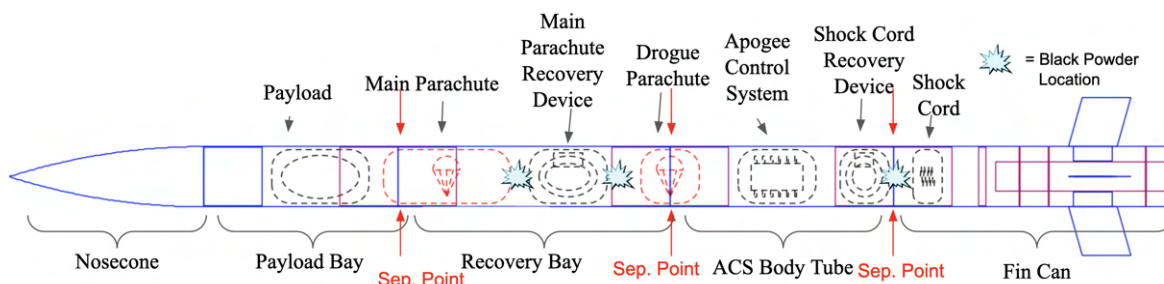 Payload
Main Parachute
Main
Parachute
Recovery
Device
Drogue
Parachute
Apogee
Control
System
Shock Cord
Recovery
Device
Shock
Cord
= Black Powder
Location
Nosecone
Payload Bay
Sep. Point
Recovery Bay
Sep. Point
ACS Body Tube
Sep. Point
Fin Can